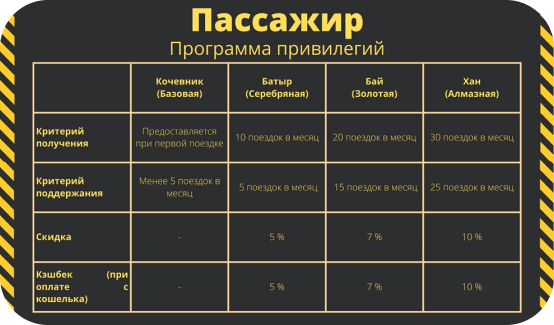 Пассажир
Программа привилегий
Кочевник
(Базовая)
Батыр
(Серебряная)
Бай
(Золотая)
Хан
(Алмазная)
Критерий
получения
Предоставляется
при первой поездке
10 поездок в месяц
20 поездок в месяц
30 поездок в месяц
Критерий
поддержания
Менее 5 поездок в
месяц
5 поездок в месяц
15 поездок в месяц
25 поездок в месяц
Скидка
-
5 %
7 %
10 %
Кэшбек (при
оплате с
кошелька)
-
5 %
7 %
10 %